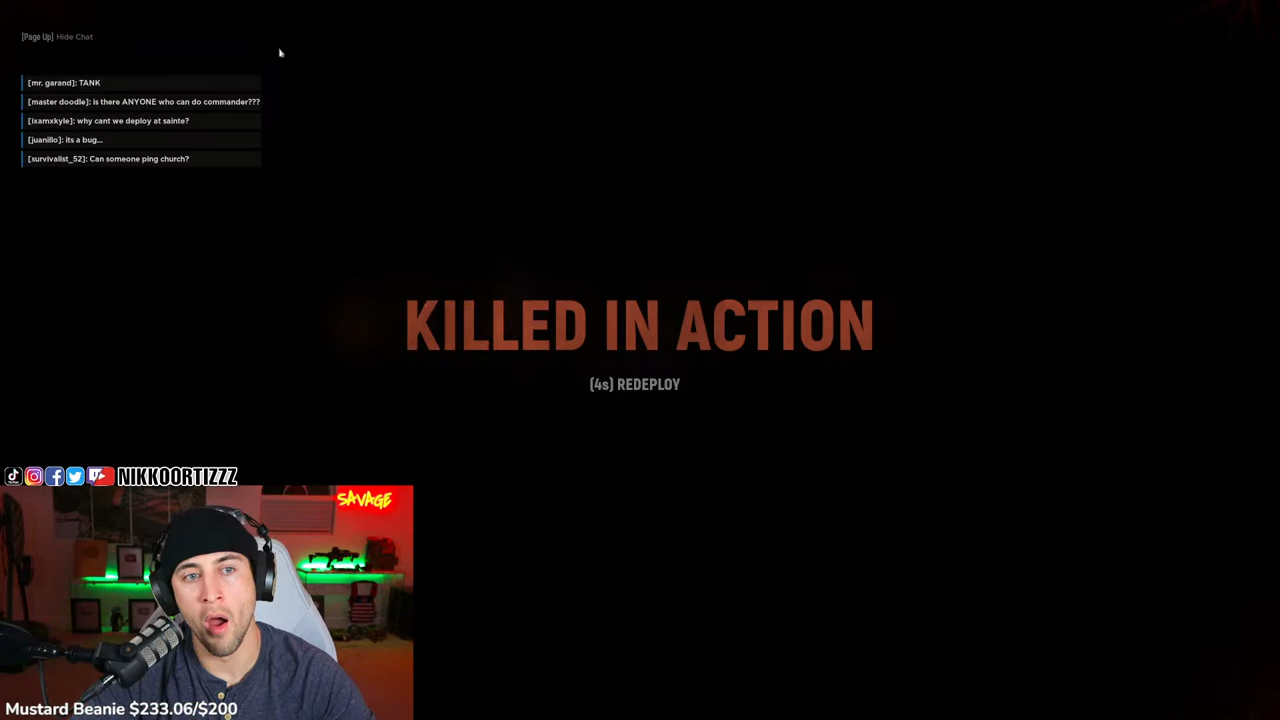 [Page Up] Hide Chat
[mr. garand]: TANK
[master doodle]: is there ANYONE who can do commander???
[ixamxkyle]: why cant we deploy at sainte?
[juanillo]: its a bug...
[survivalist_52]: Can someone ping church?
KILLED IN ACTION
(4s) REDEPLOY
NIKKOORTIZZZ
SAVAGE
Mustard Beanie $233.06/$200